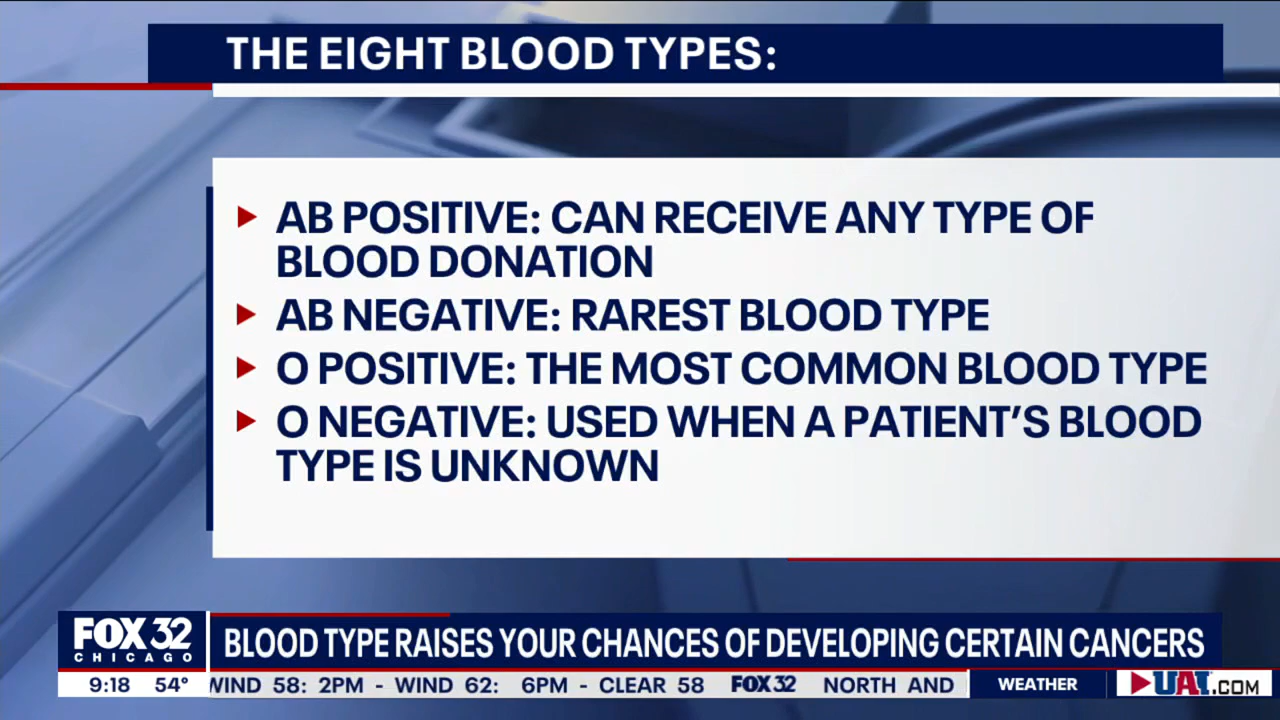 THE EIGHT BLOOD TYPES:
AB POSITIVE: CAN RECEIVE ANY TYPE OF
BLOOD DONATION
AB NEGATIVE: RAREST BLOOD TYPE
O POSITIVE: THE MOST COMMON BLOOD TYPE
O NEGATIVE: USED WHEN A PATIENT’S BLOOD
TYPE IS UNKNOWN
FOX 32
CHICAGO
BLOOD TYPE RAISES YOUR CHANCES OF DEVELOPING CERTAIN CANCERS
9:18 54° WIND 58: 2PM - WIND 62: 6PM - CLEAR 58 FOX 32 NORTH AND WEATHER UAI.COM